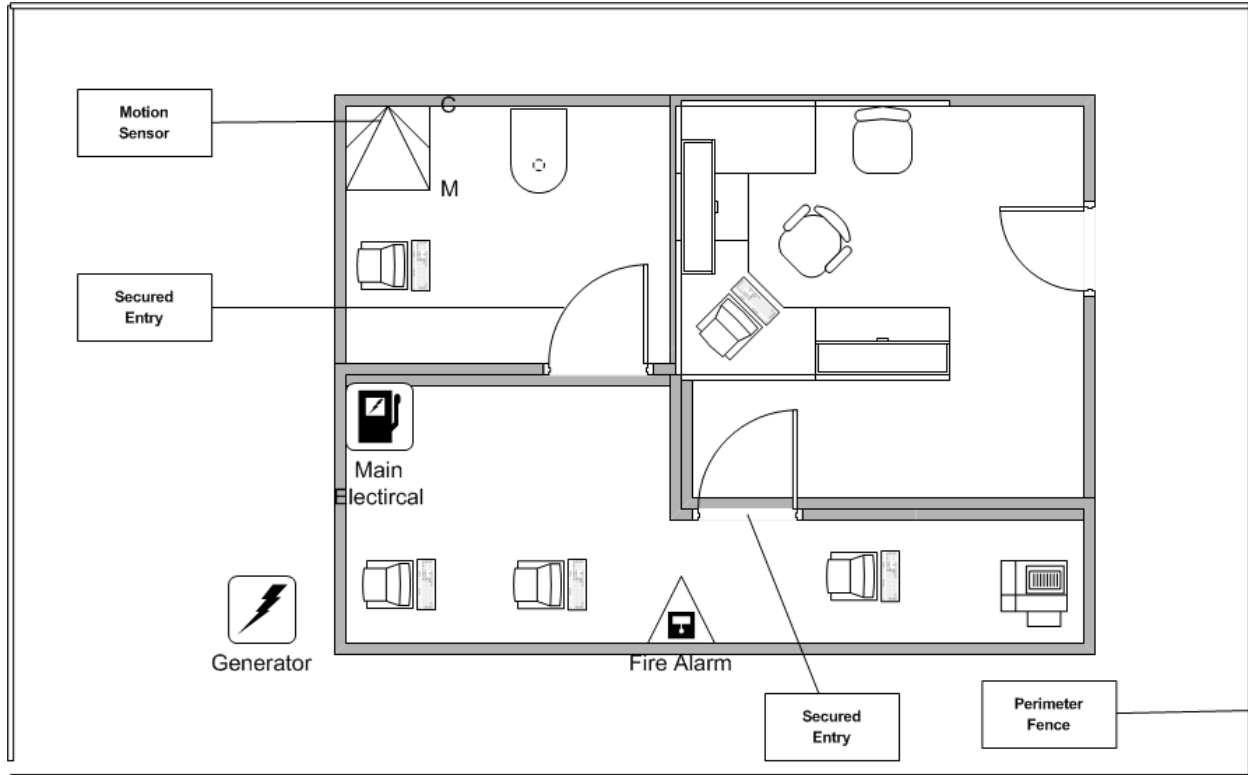 Motion
Sensor
C
M
Secured
Entry
Main
Electircal
Generator
Fire Alarm
Secured
Entry
Perimeter
Fence